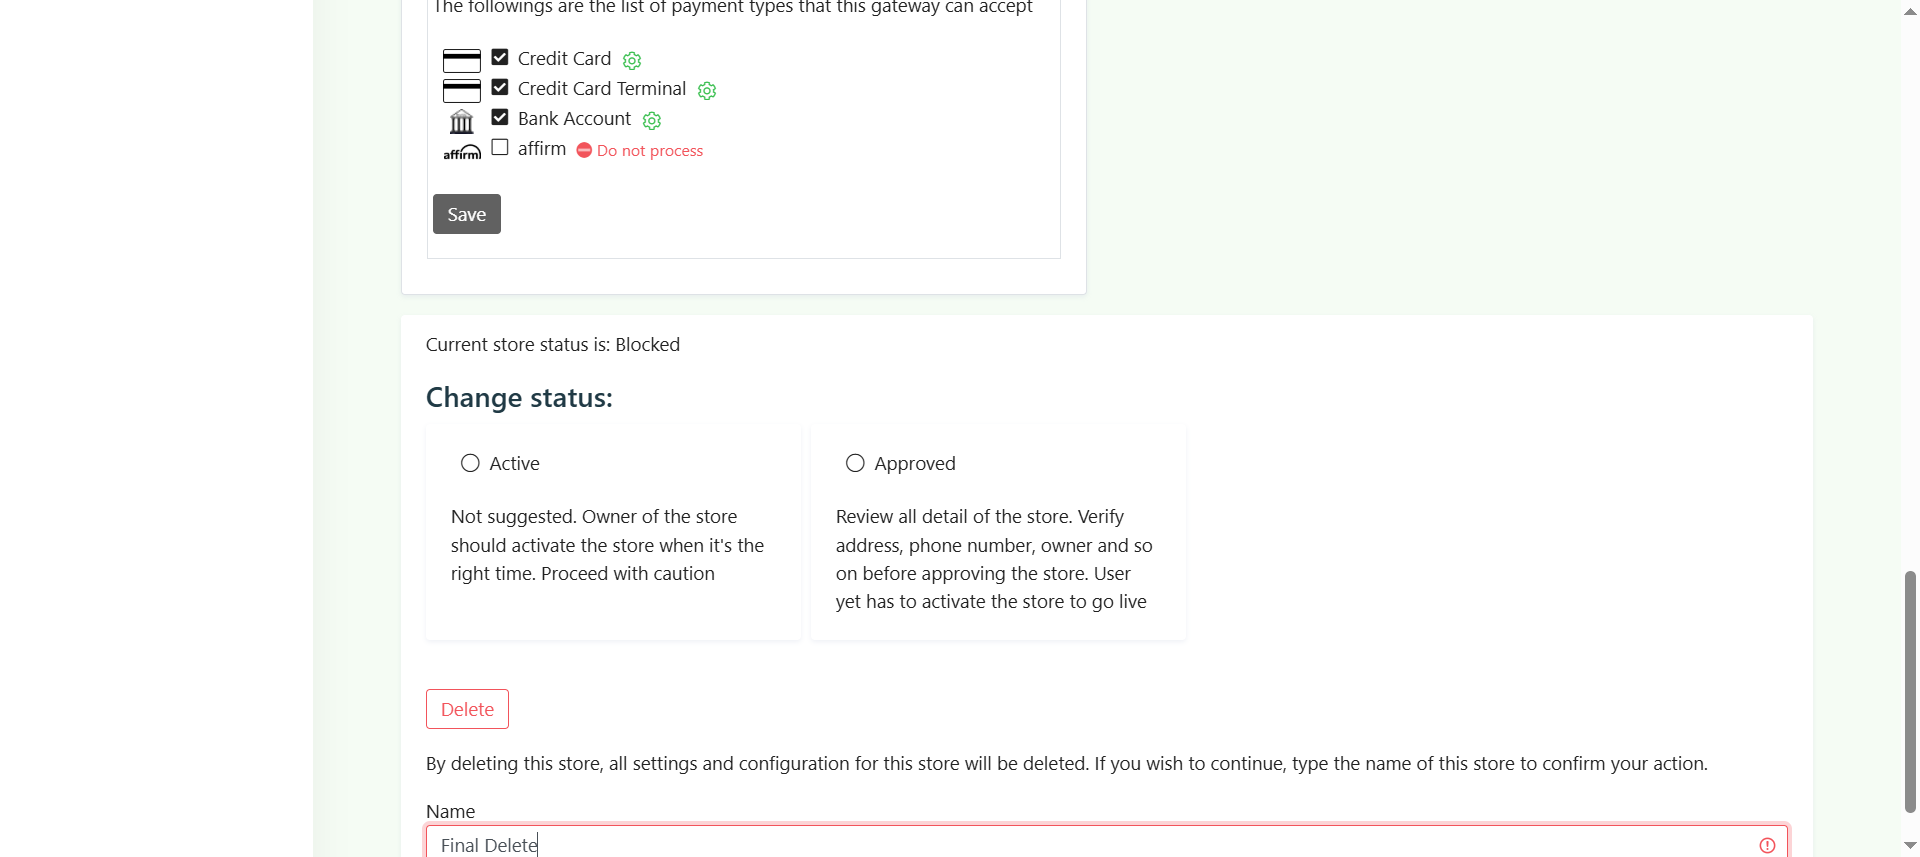 The followings are the list of payment types that this gateway can accept
Credit Card
Credit Card Terminal
Bank Account
affirm affirm Do not process
Save
Current store status is: Blocked
Change status:
Active
Not suggested. Owner of the store
should activate the store when it's the
right time. Proceed with caution
Approved
Review all detail of the store. Verify
address, phone number, owner and so
on before approving the store. User
yet has to activate the store to go live
Delete
By deleting this store, all settings and configuration for this store will be deleted. If you wish to continue, type the name of this store to confirm your action.
Name
Final Delete